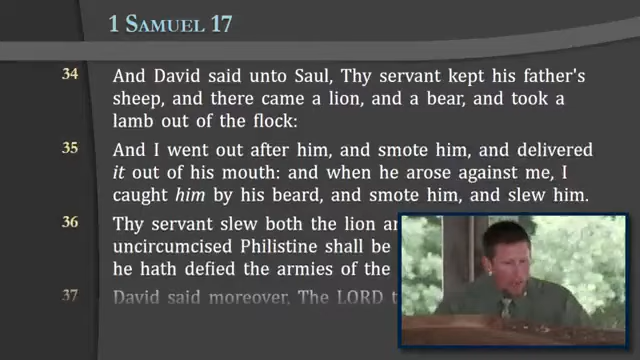 1 SAMUEL 17
34 And David said unto Saul, Thy servant kept his father's
sheep, and there came a lion, and a bear, and took a
lamb out of the flock:
35 And I went out after him, and smote him, and delivered
it out of his mouth: and when he arose against me, I
caught him by his beard, and smote him, and slew him.
36 Thy servant slew both the lion an
uncircumcised Philistine shall be
he hath defied the armies of the
37 David said moreover, The LORD t